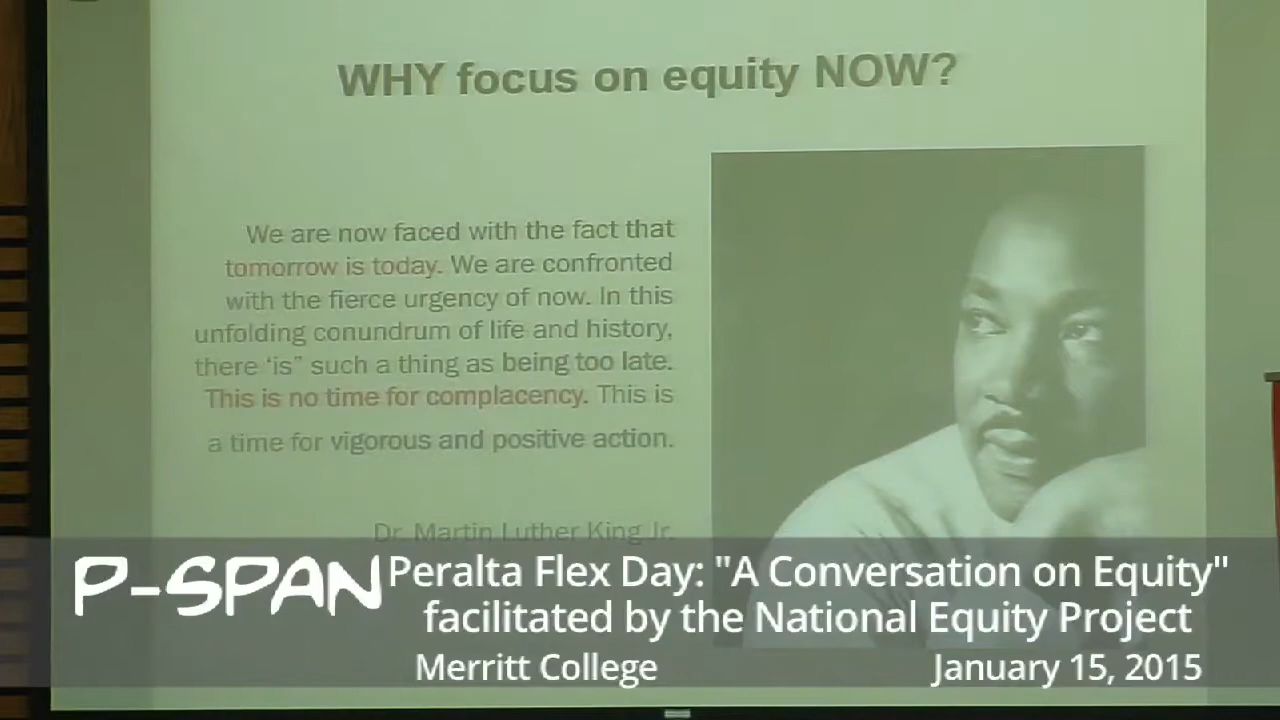 WHY focus on equity NOW?
We are now faced with the fact that
tomorrow is today. We are confronted
with the fierce urgency of now. In this
unfolding conundrum of life and history,
there ‘is” such a thing as being too late.
This is no time for complacency. This is
a time for vigorous and positive action.
Dr. Martin Luther King Jr.
P-SPAN
Peralta Flex Day: "A Conversation on Equity"
facilitated by the National Equity Project
Merritt College
January 15, 2015